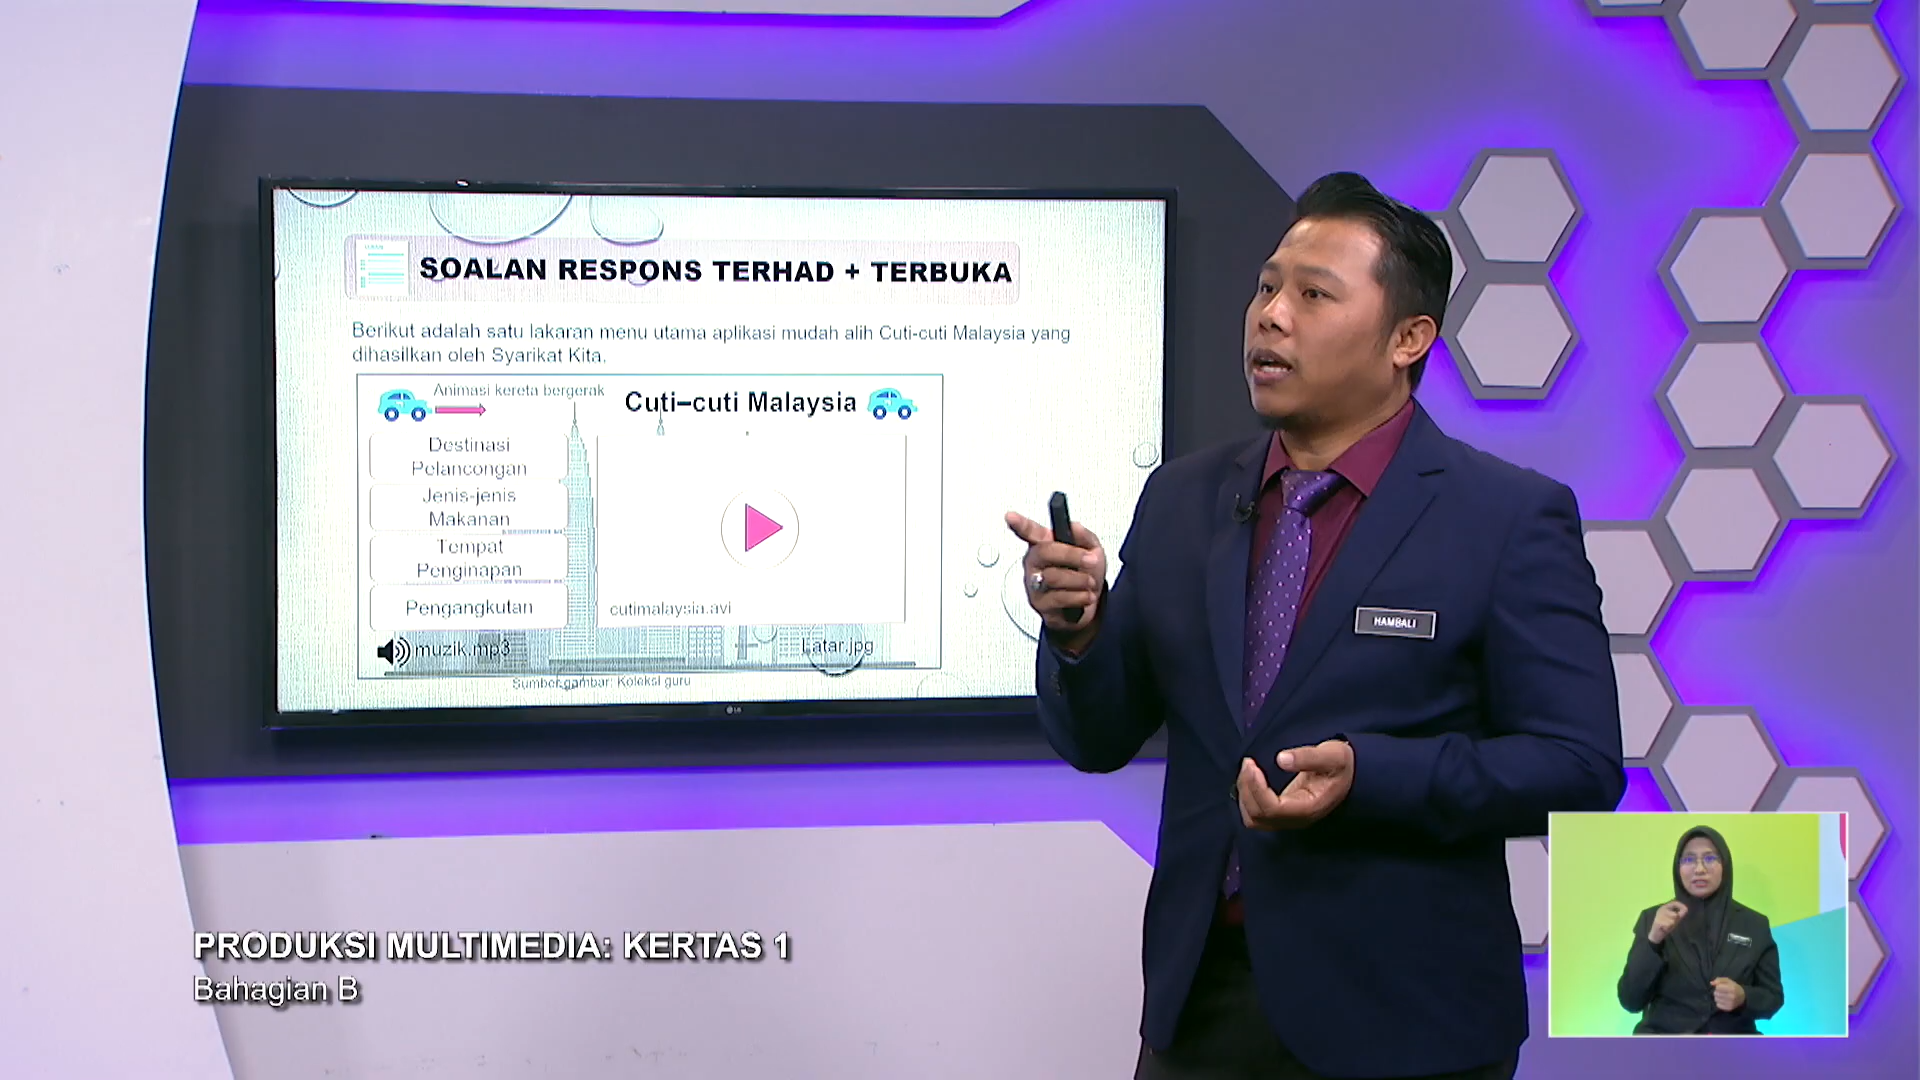 SOALAN RESPONS TERHAD + TERBUKA
Berikut adalah satu lakaran menu utama aplikasi mudah alih Cuti-cuti Malaysia yang
dihasilkan oleh Syarikat Kita.
Animasi kereta bergerak
Cuti–cuti Malaysia
Destinasi
Pelancongan
Jenis-jenis
Makanan
Tempat
Penginapan
Pengangkutan
cutimalaysia.avi
muzik.mp3
Latar.jpg
Sumber gambar: Koleksi guru
LG
HAMBALI
PRODUKSI MULTIMEDIA: KERTAS 1
Bahagian B